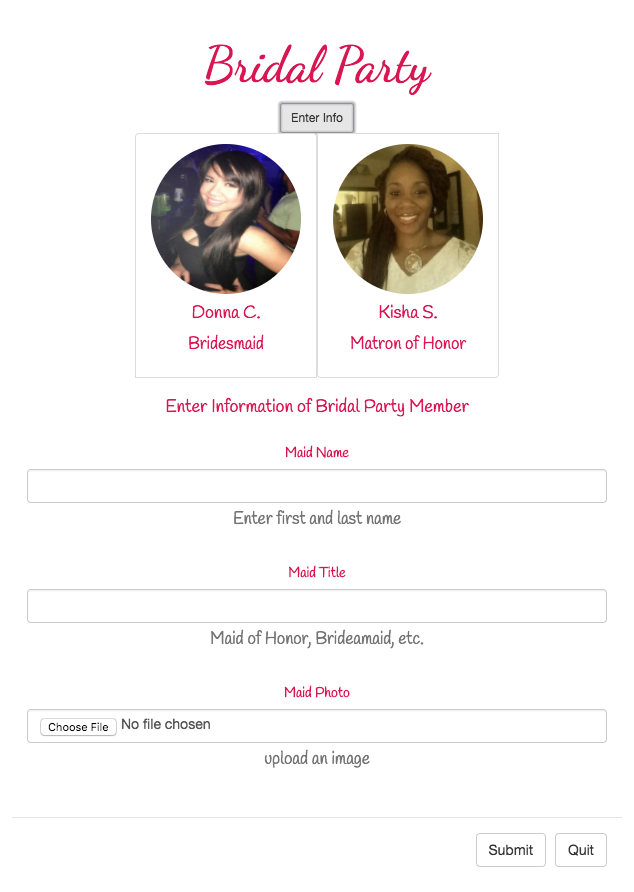 Bridal Party
Enter Info
Donna C.
Bridesmaid
Kisha S.
Matron of Honor
Enter Information of Bridal Party Member
Maid Name
Enter first and last name
Maid Title
Maid of Honor, Brideamaid, etc.
Maid Photo
Choose File No file chosen
upload an image
Submit Quit